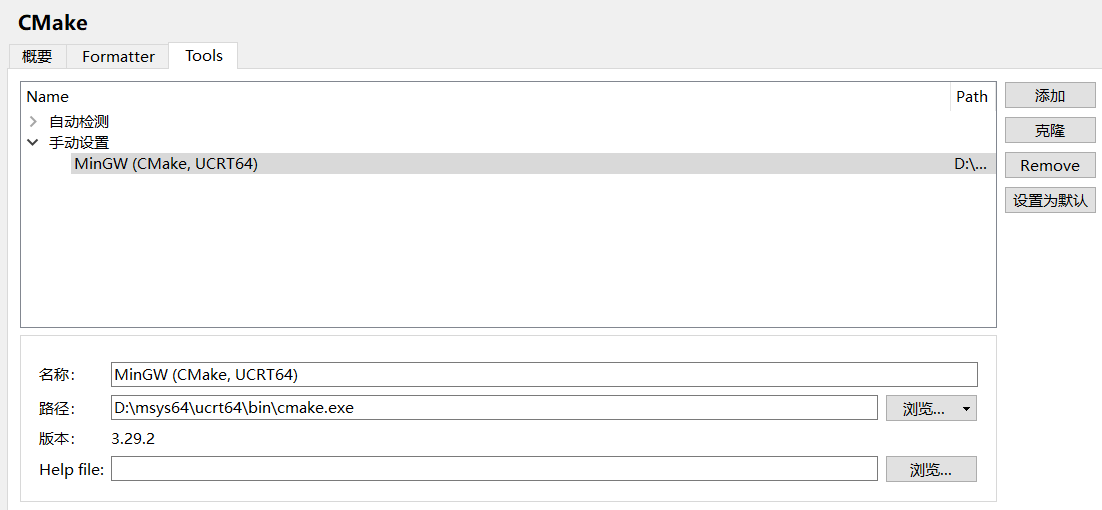 CMake
概要 Formatter Tools
Name Path
自动检测
手动设置
MinGW (CMake, UCRT64) D:\...
添加
克隆
Remove
设置为默认
名称: MinGW (CMake, UCRT64)
路径: D:\msys64\ucrt64\bin\cmake.exe 浏览...
版本: 3.29.2
Help file: 浏览...